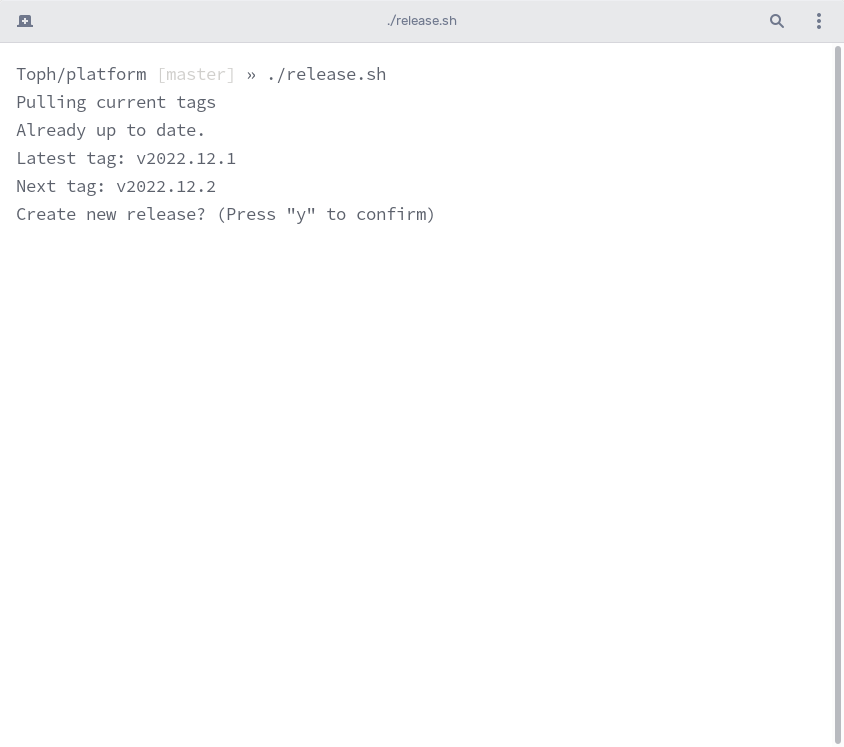 ./release.sh
Toph/platform [master] » ./release.sh
Pulling current tags
Already up to date.
Latest tag: v2022.12.1
Next tag: v2022.12.2
Create new release? (Press "y" to confirm)